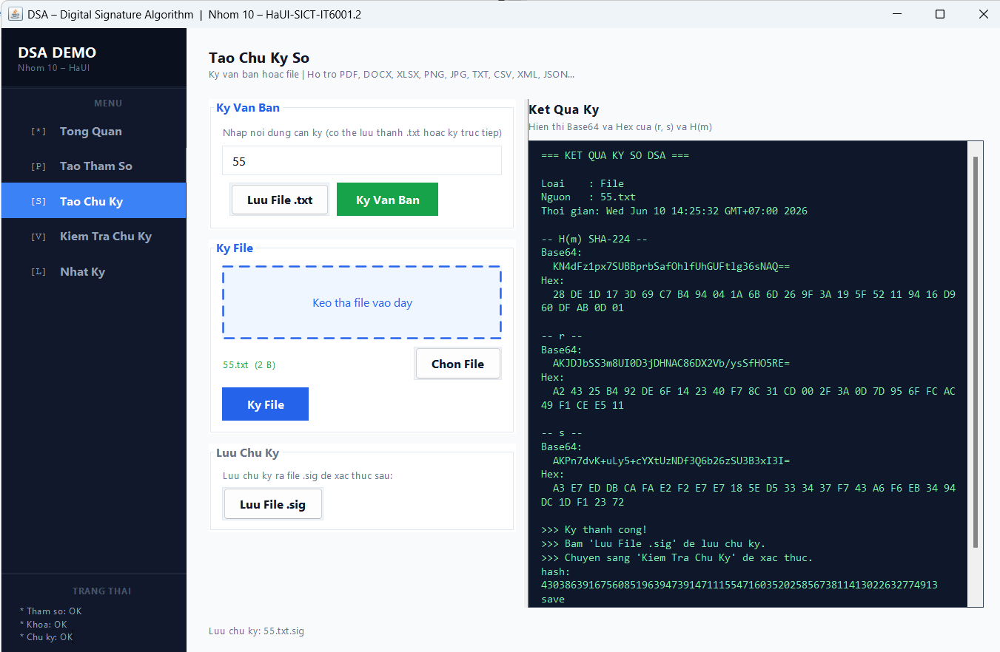 DSA – Digital Signature Algorithm | Nhom 10 – HaUI-SICT-IT6001.2
DSA DEMO
Nhom 10 – HaUI
MENU
[*] Tong Quan
[P] Tao Tham So
[S] Tao Chu Ky
[V] Kiem Tra Chu Ky
[L] Nhat Ky
TRANG THAI
* Tham so: OK
* Khoa: OK
* Chu ky: OK
Tao Chu Ky So
Ky van ban hoac file | Ho tro PDF, DOCX, XLSX, PNG, JPG, TXT, CSV, XML, JSON...
Ky Van Ban
Nhap noi dung can ky (co the luu thanh .txt hoac ky truc tiep)
55
Luu File .txt
Ky Van Ban
Ky File
Keo tha file vao day
55.txt (2 B)
Chon File
Ky File
Luu Chu Ky
Luu chu ky ra file .sig de xac thuc sau:
Luu File .sig
Luu chu ky: 55.txt.sig
Ket Qua Ky
Hien thi Base64 va Hex cua (r, s) va H(m)
=== KET QUA KY SO DSA ===
Loai : File
Nguon : 55.txt
Thoi gian: Wed Jun 10 14:25:32 GMT+07:00 2026
-- H(m) SHA-224 --
Base64:
KN4dFz1px7SUBBprbSafOhlfUhGUFtlg36sNAQ==
Hex:
28 DE 1D 17 3D 69 C7 B4 94 04 1A 6B 6D 26 9F 3A 19 5F 52 11 94 16 D9
60 DF AB 0D 01
-- r --
Base64:
AKJDJbSS3m8UI0D3jDHNAC86DX2Vb/ysSfHO5RE=
Hex:
A2 43 25 B4 92 DE 6F 14 23 40 F7 8C 31 CD 00 2F 3A 0D 7D 95 6F FC AC
49 F1 CE E5 11
-- s --
Base64:
AKPn7dvK+uLy5+cYXtUzNDf3Q6b26zSU3B3xI3I=
Hex:
A3 E7 ED DB CA FA E2 F2 E7 E7 18 5E D5 33 34 37 F7 43 A6 F6 EB 34 94
DC 1D F1 23 72
>>> Ky thanh cong!
>>> Bam 'Luu File .sig' de luu chu ky.
>>> Chuyen sang 'Kiem Tra Chu Ky' de xac thuc.
hash:
4303863916756085196394739147111554716035202585673811413022632774913
save